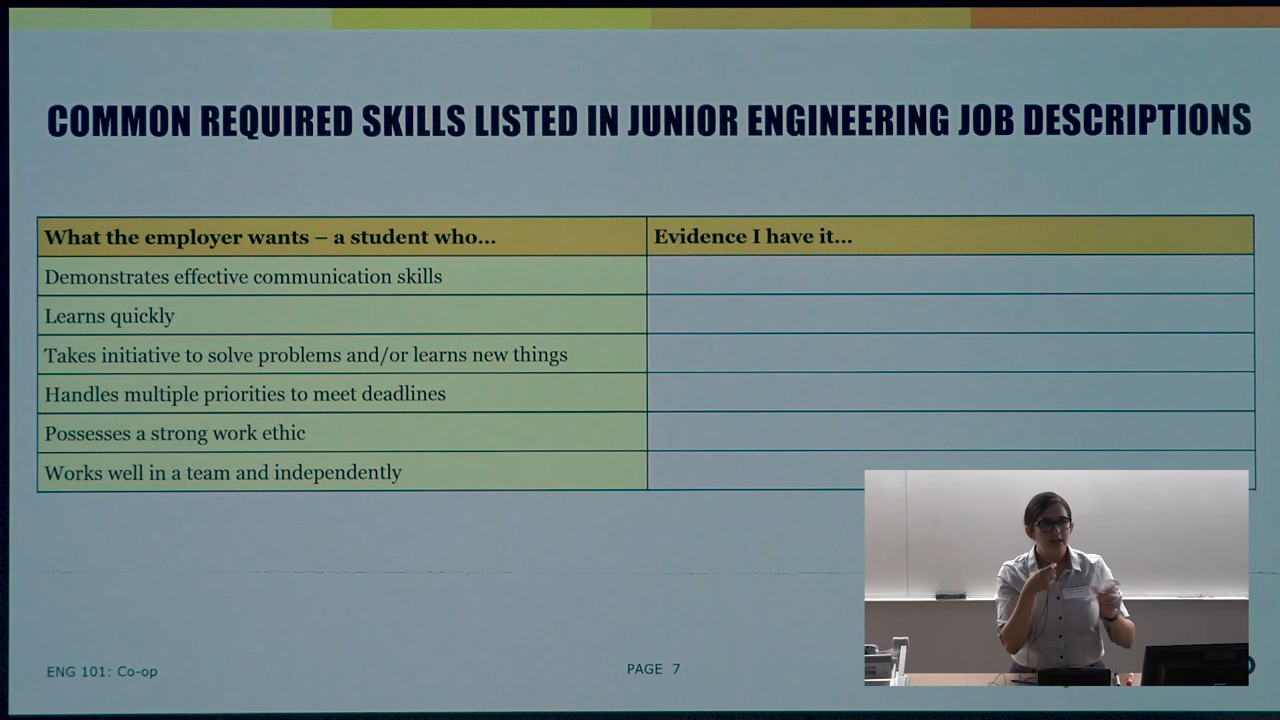 COMMON REQUIRED SKILLS LISTED IN JUNIOR ENGINEERING JOB DESCRIPTIONS
What the employer wants – a student who...
Evidence I have it...
Demonstrates effective communication skills
Learns quickly
Takes initiative to solve problems and/or learns new things
Handles multiple priorities to meet deadlines
Possesses a strong work ethic
Works well in a team and independently
ENG 101: Co-op
PAGE 7